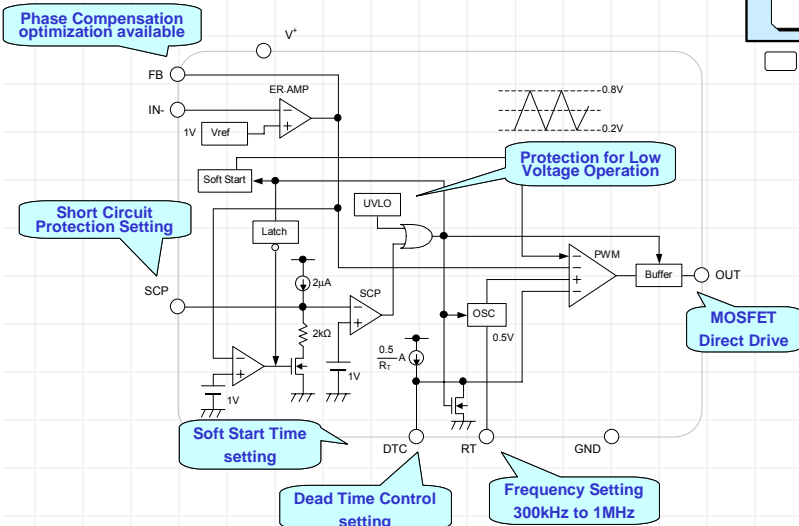 Phase Compensation
optimization available
V+
FB
ER·AMP
0.8V
IN-
1V
Vref
0.2V
Protection for Low
Voltage Operation
Soft Start
UVLO
Short Circuit
Protection Setting
Latch
PWM
Buffer
OUT
2µA
SCP
SCP
OSC
MOSFET
Direct Drive
2kΩ
0.5V
0.5
RT
A
1V
1V
Soft Start Time
setting
DTC
RT
GND
Dead Time Control
setting
Frequency Setting
300kHz to 1MHz